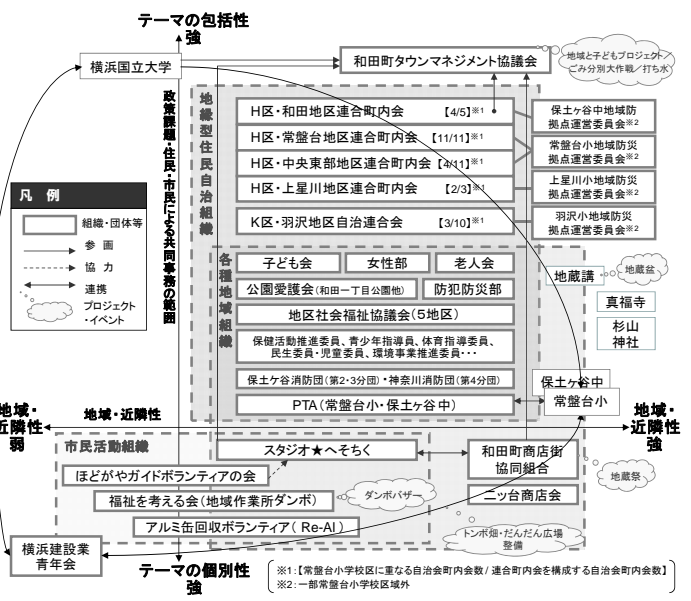 テーマの包括性
強
横浜国立大学
和田町タウンマネジメント協議会
地域と子どもプロジェクト/
ごみ分別大作戦/打ち水
政策課題・住民・市民による共同事務の範囲
地縁型住民自治組織
H区・和田地区連合町内会 【4/5】※1
H区・常盤台地区連合町内会 【11/11】※1
H区・中央東部地区連合町内会 【4/11】※1
H区・上星川地区連合町内会 【2/3】※1
K区・羽沢地区自治連合会 【3/10】※1
保土ヶ谷中地域防
拠点運営委員会※2
常盤台小地域防災
拠点運営委員会※2
上星川小地域防災
拠点運営委員会※2
羽沢小地域防災
拠点運営委員会※2
凡 例
組織・団体等
参 画
協 力
連携
プロジェクト
・イベント
各種地域組織
子ども会
女性部
老人会
公園愛護会(和田一丁目公園他)
防犯防災部
地区社会福祉協議会(5地区)
保健活動推進委員、青少年指導員、体育指導委員、
民生委員・児童委員、環境事業推進委員・・・
保土ケ谷消防団(第2・3分団)・神奈川消防団(第4分団)
PTA(常盤台小・保土ヶ谷中)
地蔵講
地蔵盆
真福寺
杉山
神社
保土ヶ谷中
常盤台小
地域・
近隣性
弱
地域・近隣性
地域・
近隣性
強
市民活動組織
スタジオ★へそちく
ほどがやガイドボランティアの会
福祉を考える会(地域作業所ダンボ)
ダンボバザー
アルミ缶回収ボランティア(Re-Al)
和田町商店街
協同組合
二ッ台商店会
地蔵祭
トンボ畑・だんだん広場
整備
横浜建設業
青年会
テーマの個別性
強
※1:【常盤台小学校区に重なる自治会町内会数/連合町内会を構成する自治会町内会数】
※2:一部常盤台小学校区域外